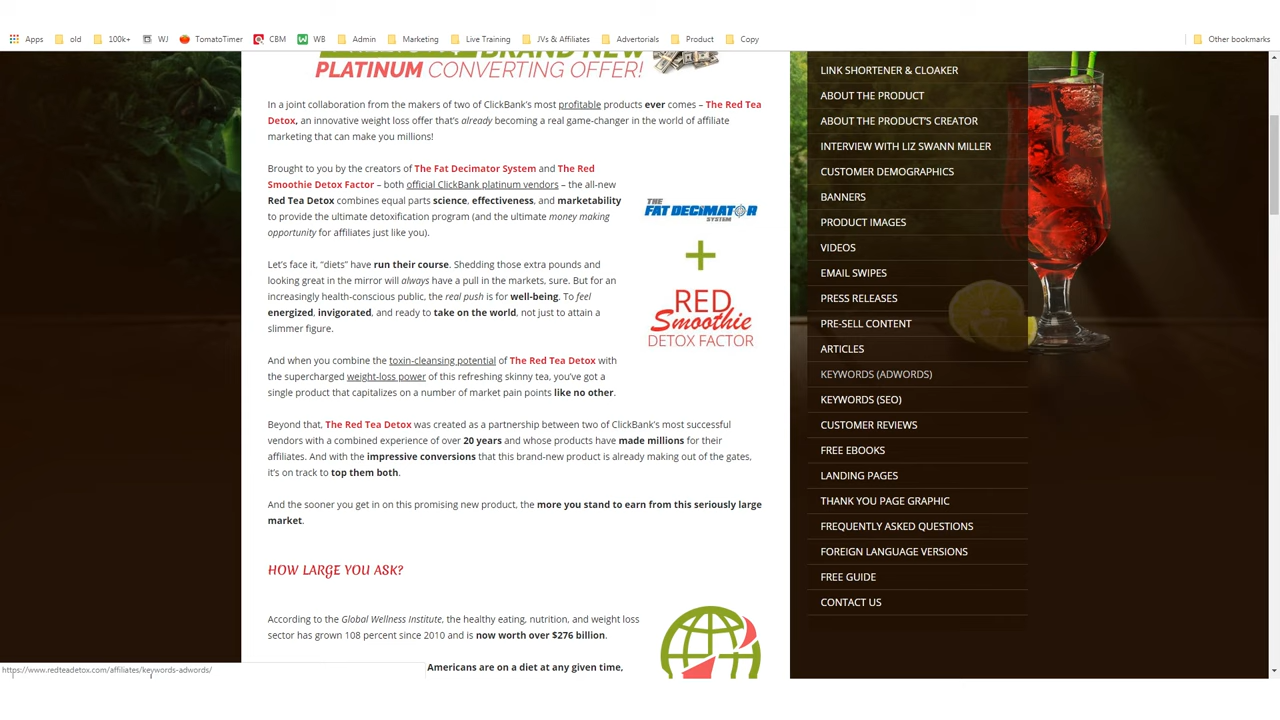 Apps old 100k+ WJ TomatoTimer CBM WB Admin Marketing Live Training JVs & Affiliates Advertorials Product Copy Other bookmarks
BRAND NEW
PLATINUM CONVERTING OFFER!
In a joint collaboration from the makers of two of ClickBank's most profitable products ever comes – The Red Tea
Detox, an innovative weight loss offer that's already becoming a real game-changer in the world of affiliate
marketing that can make you millions!
Brought to you by the creators of The Fat Decimator System and The Red
Smoothie Detox Factor – both official ClickBank platinum vendors – the all-new
Red Tea Detox combines equal parts science, effectiveness, and marketability
to provide the ultimate detoxification program (and the ultimate money making
opportunity for affiliates just like you).
THE
FAT DECIMATOR
SYSTEM
+
RED
Smoothie
DETOX FACTOR
Let's face it, "diets" have run their course. Shedding those extra pounds and
looking great in the mirror will always have a pull in the markets, sure. But for an
increasingly health-conscious public, the real push is for well-being. To feel
energized, invigorated, and ready to take on the world, not just to attain a
slimmer figure.
And when you combine the toxin-cleansing potential of The Red Tea Detox with
the supercharged weight-loss power of this refreshing skinny tea, you've got a
single product that capitalizes on a number of market pain points like no other.
Beyond that, The Red Tea Detox was created as a partnership between two of ClickBank's most successful
vendors with a combined experience of over 20 years and whose products have made millions for their
affiliates. And with the impressive conversions that this brand-new product is already making out of the gates,
it's on track to top them both.
And the sooner you get in on this promising new product, the more you stand to earn from this seriously large
market.
HOW LARGE YOU ASK?
According to the Global Wellness Institute, the healthy eating, nutrition, and weight loss
sector has grown 108 percent since 2010 and is now worth over $276 billion.
Americans are on a diet at any given time,
LINK SHORTENER & CLOAKER
ABOUT THE PRODUCT
ABOUT THE PRODUCT'S CREATOR
INTERVIEW WITH LIZ SWANN MILLER
CUSTOMER DEMOGRAPHICS
BANNERS
PRODUCT IMAGES
VIDEOS
EMAIL SWIPES
PRESS RELEASES
PRE-SELL CONTENT
ARTICLES
KEYWORDS (ADWORDS)
KEYWORDS (SEO)
CUSTOMER REVIEWS
FREE EBOOKS
LANDING PAGES
THANK YOU PAGE GRAPHIC
FREQUENTLY ASKED QUESTIONS
FOREIGN LANGUAGE VERSIONS
FREE GUIDE
CONTACT US
https://www.redteadetox.com/affiliates/keywords-adwords/